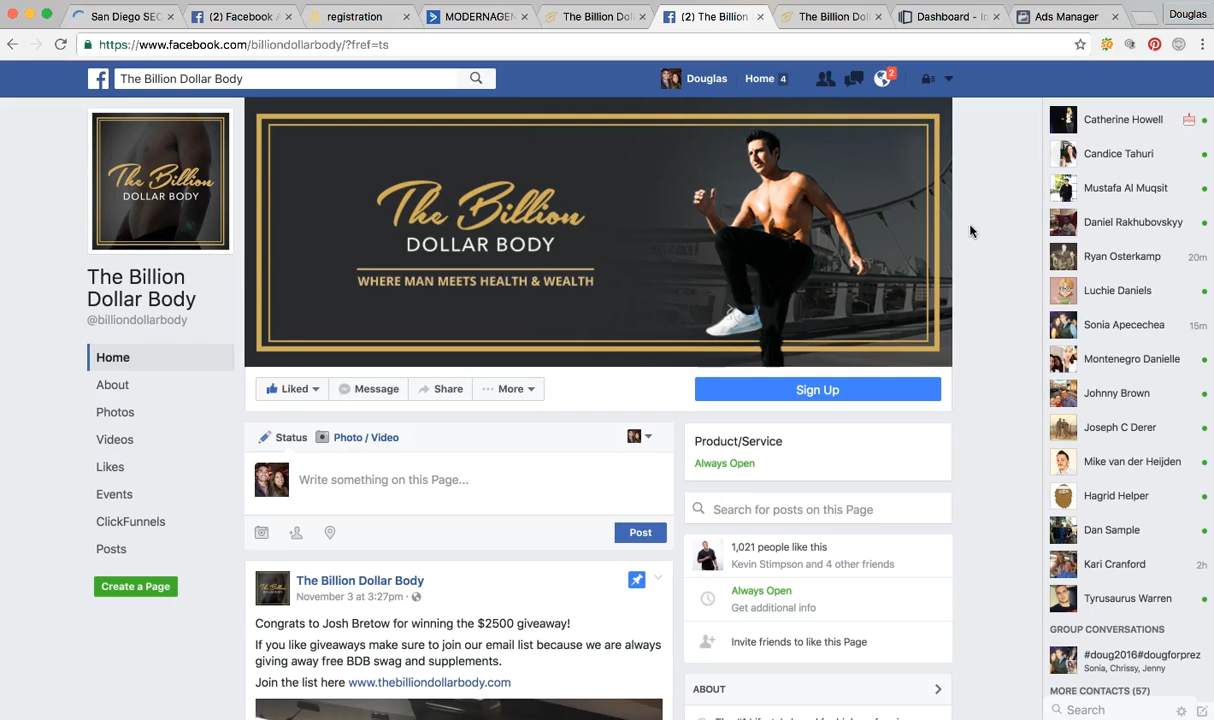 San Diego SEC
(2) Facebook A
registration
MODERNAGEN
The Billion Dol
(2) The Billion
The Billion Dol
Dashboard - In
Ads Manager
Douglas
https://www.facebook.com/billiondollarbody/?fref=ts
The Billion Dollar Body
Douglas
Home 4
2
The Billion
DOLLAR BODY
The Billion
Dollar Body
@billiondollarbody
Home
About
Photos
Videos
Likes
Events
ClickFunnels
Posts
Create a Page
The Billion
DOLLAR BODY
WHERE MAN MEETS HEALTH & WEALTH
Liked
Message
Share
More
Sign Up
Status
Photo / Video
Write something on this Page...
Post
The Billion Dollar Body
November 3 at 3:27pm ·
Congrats to Josh Bretow for winning the $2500 giveaway!
If you like giveaways make sure to join our email list because we are always
giving away free BDB swag and supplements.
Join the list here www.thebilliondollarbody.com
Product/Service
Always Open
Search for posts on this Page
1,021 people like this
Kevin Stimpson and 4 other friends
Always Open
Get additional info
Invite friends to like this Page
ABOUT
Catherine Howell
Candice Tahuri
Mustafa Al Muqsit
Daniel Rakhubovskyy
Ryan Osterkamp 20m
Luchie Daniels
Sonia Apecechea 15m
Montenegro Danielle
Johnny Brown
Joseph C Derer
Mike van der Heijden
Hagrid Helper
Dan Sample
Kari Cranford 2h
Tyrusaurus Warren
GROUP CONVERSATIONS
#doug2016#dougforprez
Sonia, Chrissy, Jenny
MORE CONTACTS (57)
Search